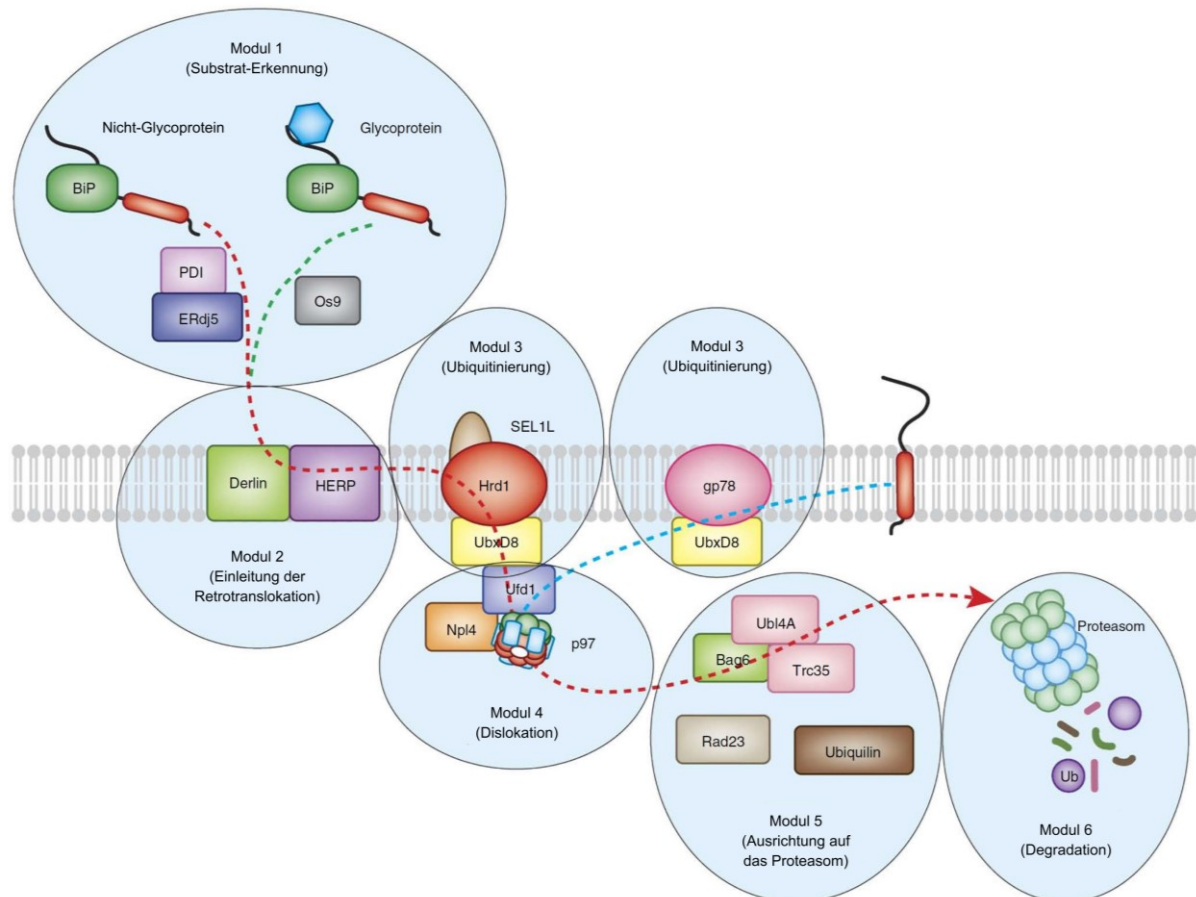 Modul 1
(Substrat-Erkennung)
Nicht-Glycoprotein
Glycoprotein
BiP
BiP
PDI
ERdj5
Os9
Modul 3
(Ubiquitinierung)
Modul 3
(Ubiquitinierung)
SEL1L
Derlin
HERP
Hrd1
gp78
UbxD8
UbxD8
Modul 2
(Einleitung der
Retrotranslokation)
Ufd1
Npl4
p97
Modul 4
(Dislokation)
Ubl4A
Bag6
Trc35
Rad23
Ubiquilin
Modul 5
(Ausrichtung auf
das Proteasom)
Proteasom
Ub
Modul 6
(Degradation)